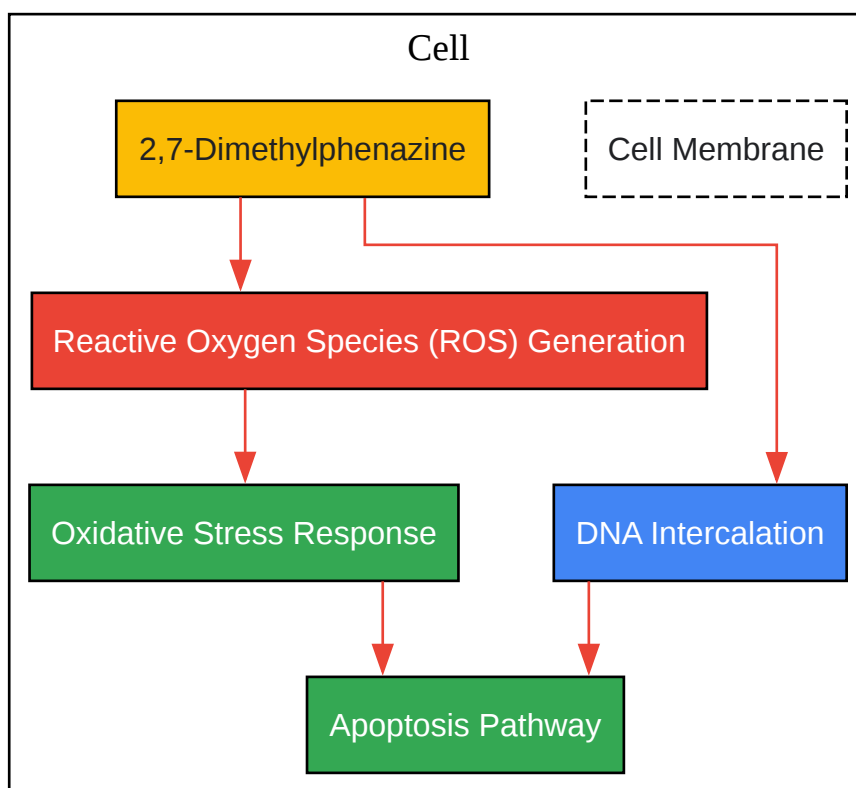 Cell
2,7-Dimethylphenazine
Cell Membrane
Reactive Oxygen Species (ROS) Generation
Oxidative Stress Response
DNA Intercalation
Apoptosis Pathway